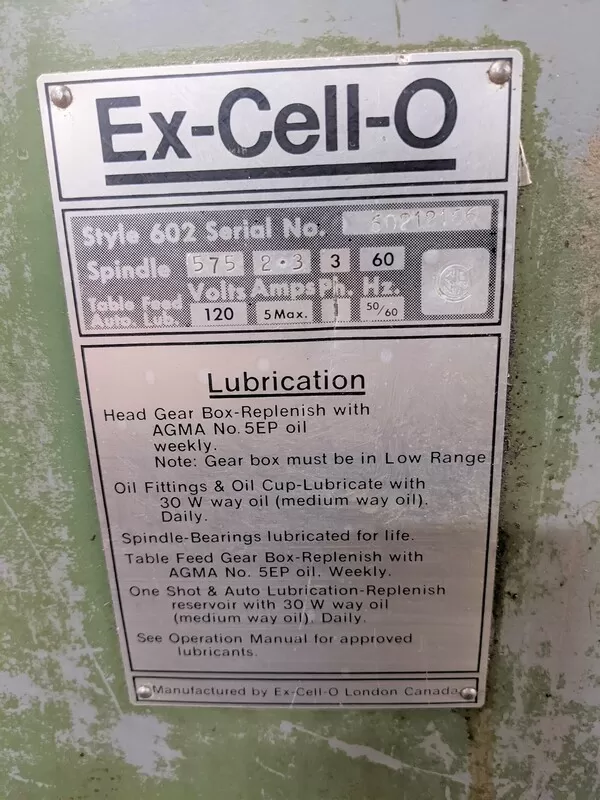 Ex-Cell-O
Style 602 Serial No.
Spindle 575 2.3 3 60
Volts Amps Ph. Hz.
Table Feed
Auto Lub. 120 5 Max. 1 50/60
Lubrication
Head Gear Box-Replenish with
AGMA No. 5EP oil
weekly.
Note: Gear box must be in Low Range
Oil Fittings & Oil Cup-Lubricate with
30 W way oil (medium way oil).
Daily.
Spindle-Bearings lubricated for life.
Table Feed Gear Box-Replenish with
AGMA No. 5EP oil. Weekly.
One Shot & Auto Lubrication-Replenish
reservoir with 30 W way oil
(medium way oil). Daily.
See Operation Manual for approved
lubricants.
Manufactured by Ex-Cell-O London Canada